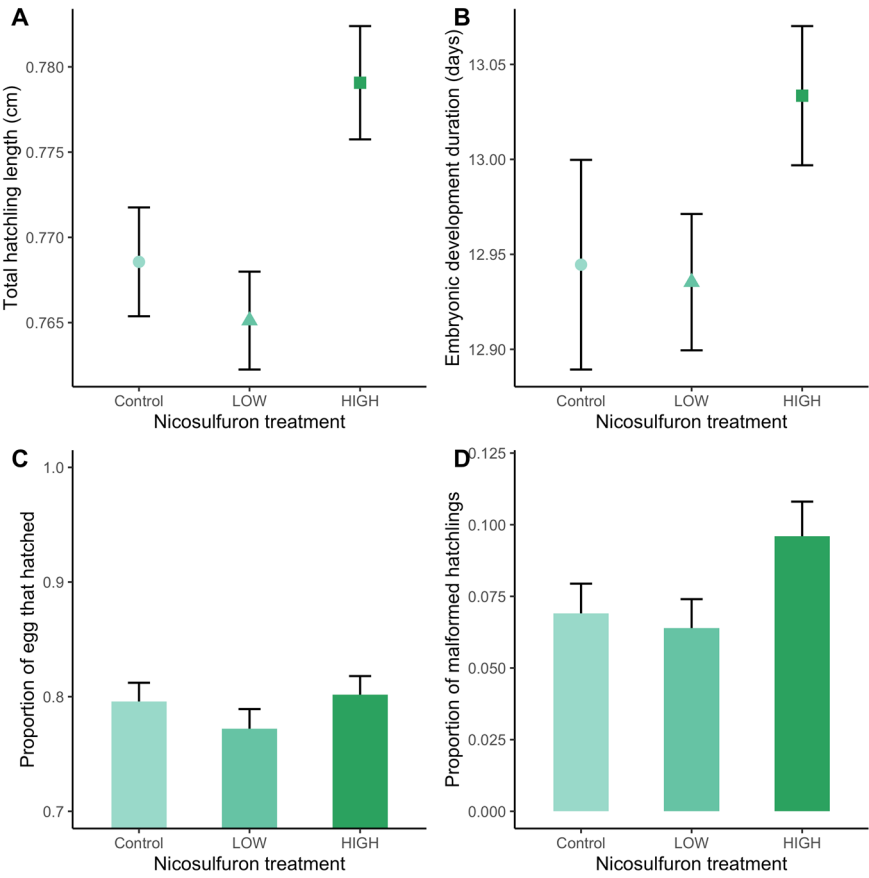 A
Total hatchling length (cm)
0.780
0.775
0.770
0.765
Control LOW HIGH
Nicosulfuron treatment
B
Embryonic development duration (days)
13.05
13.00
12.95
12.90
Control LOW HIGH
Nicosulfuron treatment
C
Proportion of egg that hatched
1.0
0.9
0.8
0.7
Control LOW HIGH
Nicosulfuron treatment
D
Proportion of malformed hatchlings
0.125
0.100
0.075
0.050
0.025
0.000
Control LOW HIGH
Nicosulfuron treatment